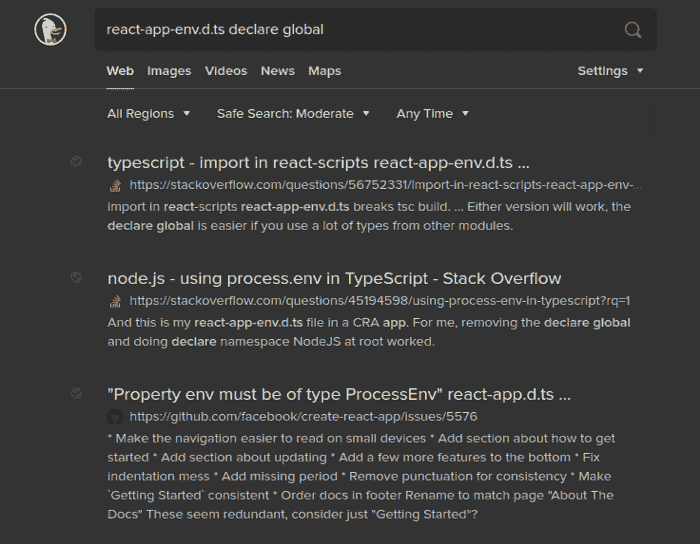 react-app-env.d.ts declare global
Web Images Videos News Maps Settings
All Regions Safe Search: Moderate Any Time
typescript - import in react-scripts react-app-env.d.ts ...
https://stackoverflow.com/questions/56752331/import-in-react-scripts-react-app-env-...
import in react-scripts react-app-env.d.ts breaks tsc build. ... Either version will work, the
declare global is easier if you use a lot of types from other modules.
node.js - using process.env in TypeScript - Stack Overflow
https://stackoverflow.com/questions/45194598/using-process-env-in-typescript?rq=1
And this is my react-app-env.d.ts file in a CRA app. For me, removing the declare global
and doing declare namespace NodeJS at root worked.
"Property env must be of type ProcessEnv" react-app.d.ts ...
https://github.com/facebook/create-react-app/issues/5576
* Make the navigation easier to read on small devices * Add section about how to get
started * Add section about updating * Add a few more features to the bottom * Fix
indentation mess * Add missing period * Remove punctuation for consistency * Make
`Getting Started` consistent * Order docs in footer Rename to match page "About The
Docs" These seem redundant, consider just "Getting Started"?